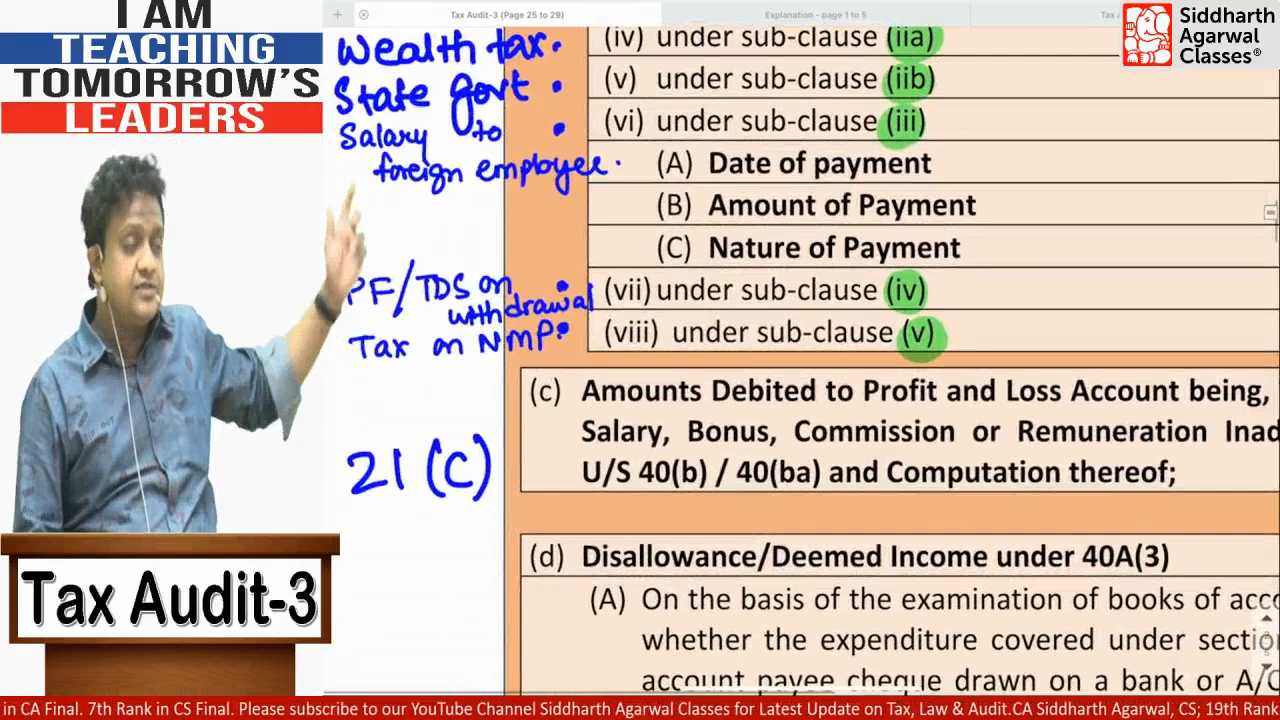 I AM
TEACHING
TOMORROW'S
LEADERS
Tax Audit-3 (Page 25 to 29)
Explanation - page 1 to 5
Siddharth
Agarwal
Classes®
Wealth tax
State govt
Salary to
foreign employee
PF/TDS on
withdrawal
Tax on NMP
21 (C)
(iv) under sub-clause (iia)
(v) under sub-clause (iib)
(vi) under sub-clause (iii)
(A) Date of payment
(B) Amount of Payment
(C) Nature of Payment
(vii) under sub-clause (iv)
(viii) under sub-clause (v)
(c) Amounts Debited to Profit and Loss Account being,
Salary, Bonus, Commission or Remuneration Inad
U/S 40(b) / 40(ba) and Computation thereof;
(d) Disallowance/Deemed Income under 40A(3)
(A) On the basis of the examination of books of acco
whether the expenditure covered under sectio
account payee cheque drawn on a bank or A/C
Tax Audit-3
in CA Final. 7th Rank in CS Final. Please subscribe to our YouTube Channel Siddharth Agarwal Classes for Latest Update on Tax, Law & Audit.CA Siddharth Agarwal, CS; 19th Rank